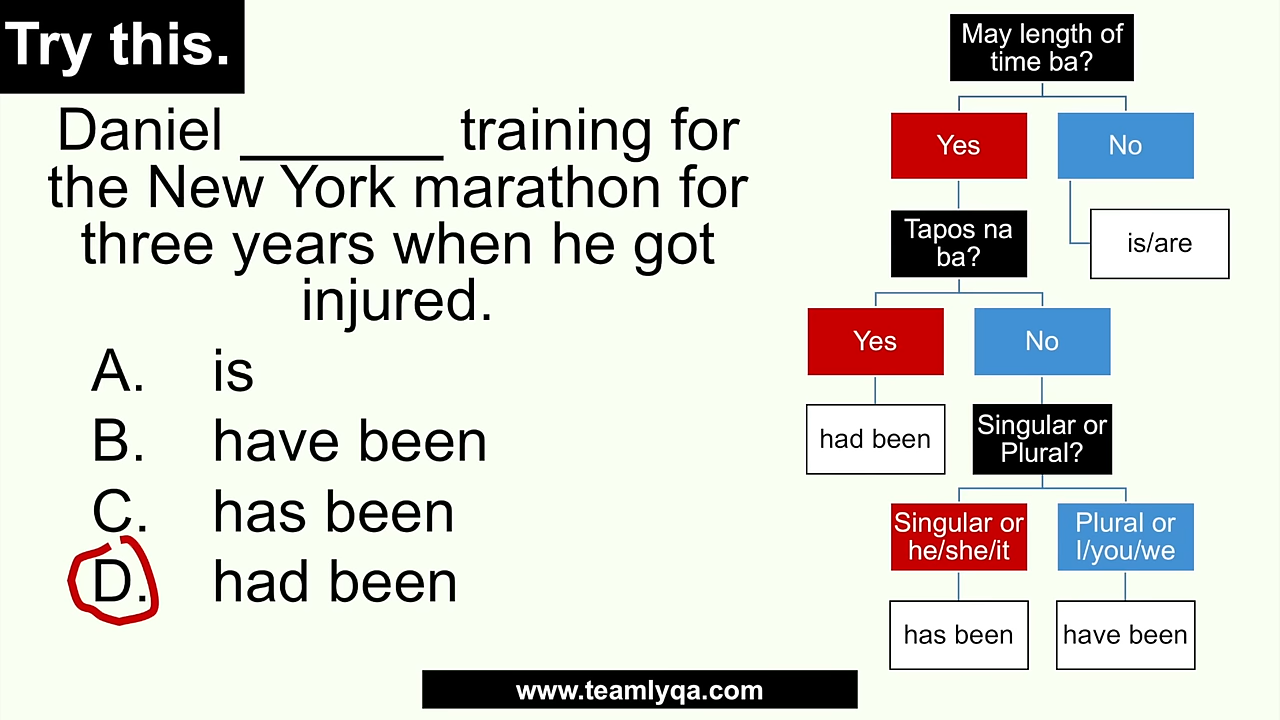 Try this.
Daniel ______ training for
the New York marathon for
three years when he got
injured.
A. is
B. have been
C. has been
D. had been
May length of
time ba?
Yes
No
Tapos na
ba?
is/are
Yes
No
had been
Singular or
Plural?
Singular or
he/she/it
Plural or
I/you/we
has been
have been
www.teamlyqa.com